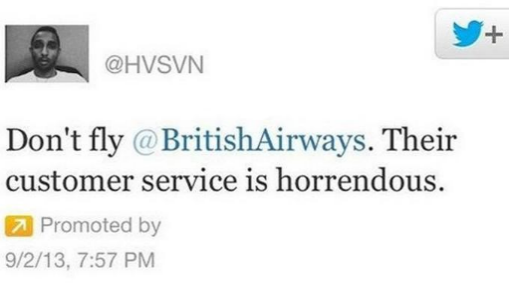 @HVSVN
Don't fly @BritishAirways. Their
customer service is horrendous.
Promoted by
9/2/13, 7:57 PM